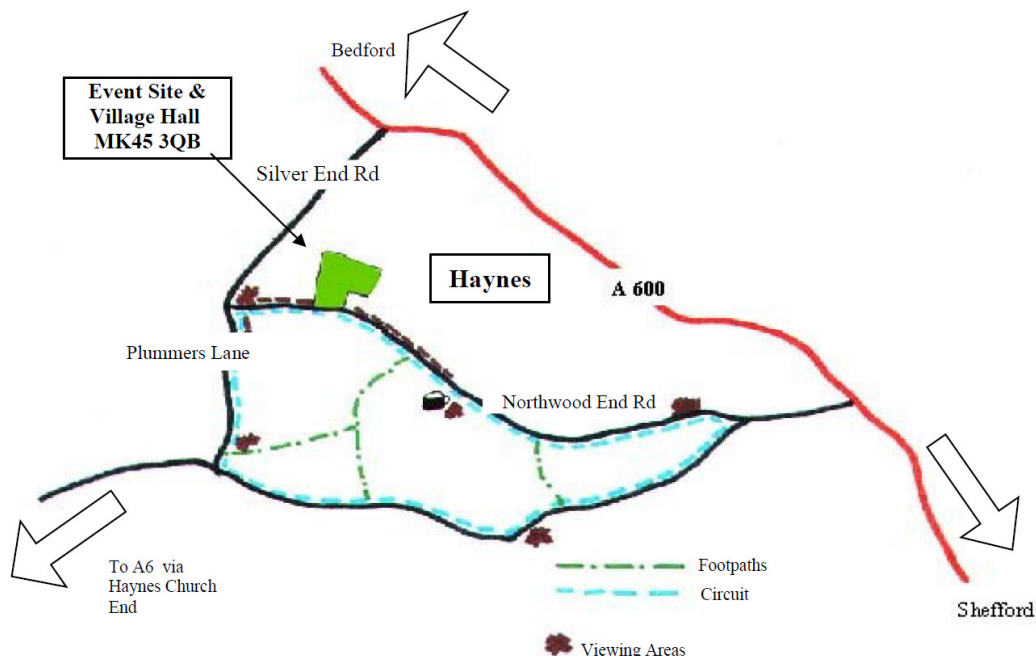 Bedford
Event Site &
Village Hall
MK45 3QB
Silver End Rd
Haynes
A 600
Plummers Lane
Northwood End Rd
To A6 via
Haynes Church
End
Footpaths
Circuit
Shefford
Viewing Areas